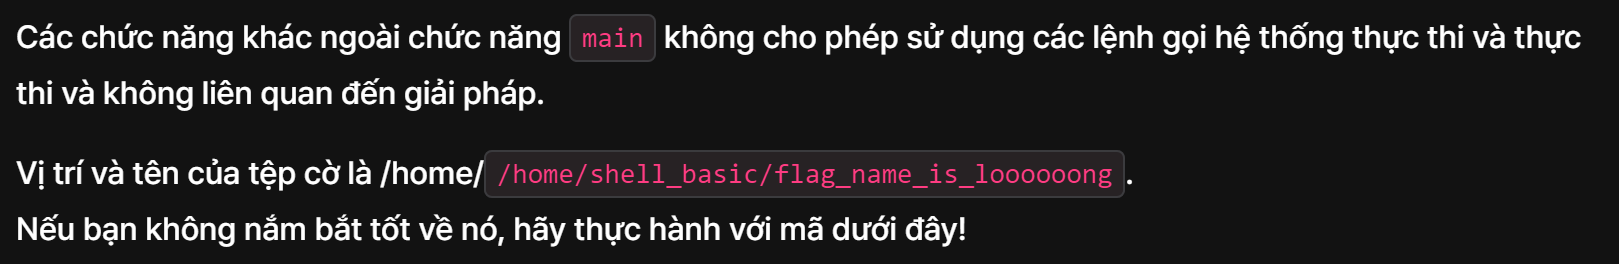 Các chức năng khác ngoài chức năng main không cho phép sử dụng các lệnh gọi hệ thống thực thi và thực
thi và không liên quan đến giải pháp.
Vị trí và tên của tệp cờ là /home/ /home/shell_basic/flag_name_is_loooooong.
Nếu bạn không nắm bắt tốt về nó, hãy thực hành với mã dưới đây!